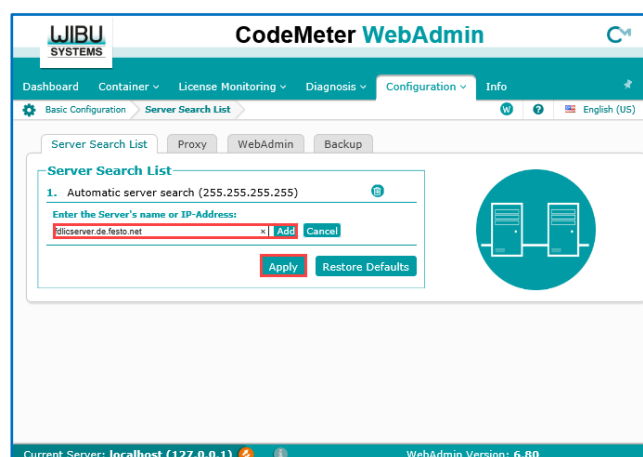 WIBU
SYSTEMS
CodeMeter WebAdmin
Dashboard Container License Monitoring Diagnosis Configuration Info
Basic Configuration Server Search List W ? English (US)
Server Search List Proxy WebAdmin Backup
Server Search List
1. Automatic server search (255.255.255.255)
Enter the Server's name or IP-Address:
fdlicserver.de.festo.net × Add Cancel
Apply Restore Defaults
Current Server: localhost (127.0.0.1) i WebAdmin Version: 6.80